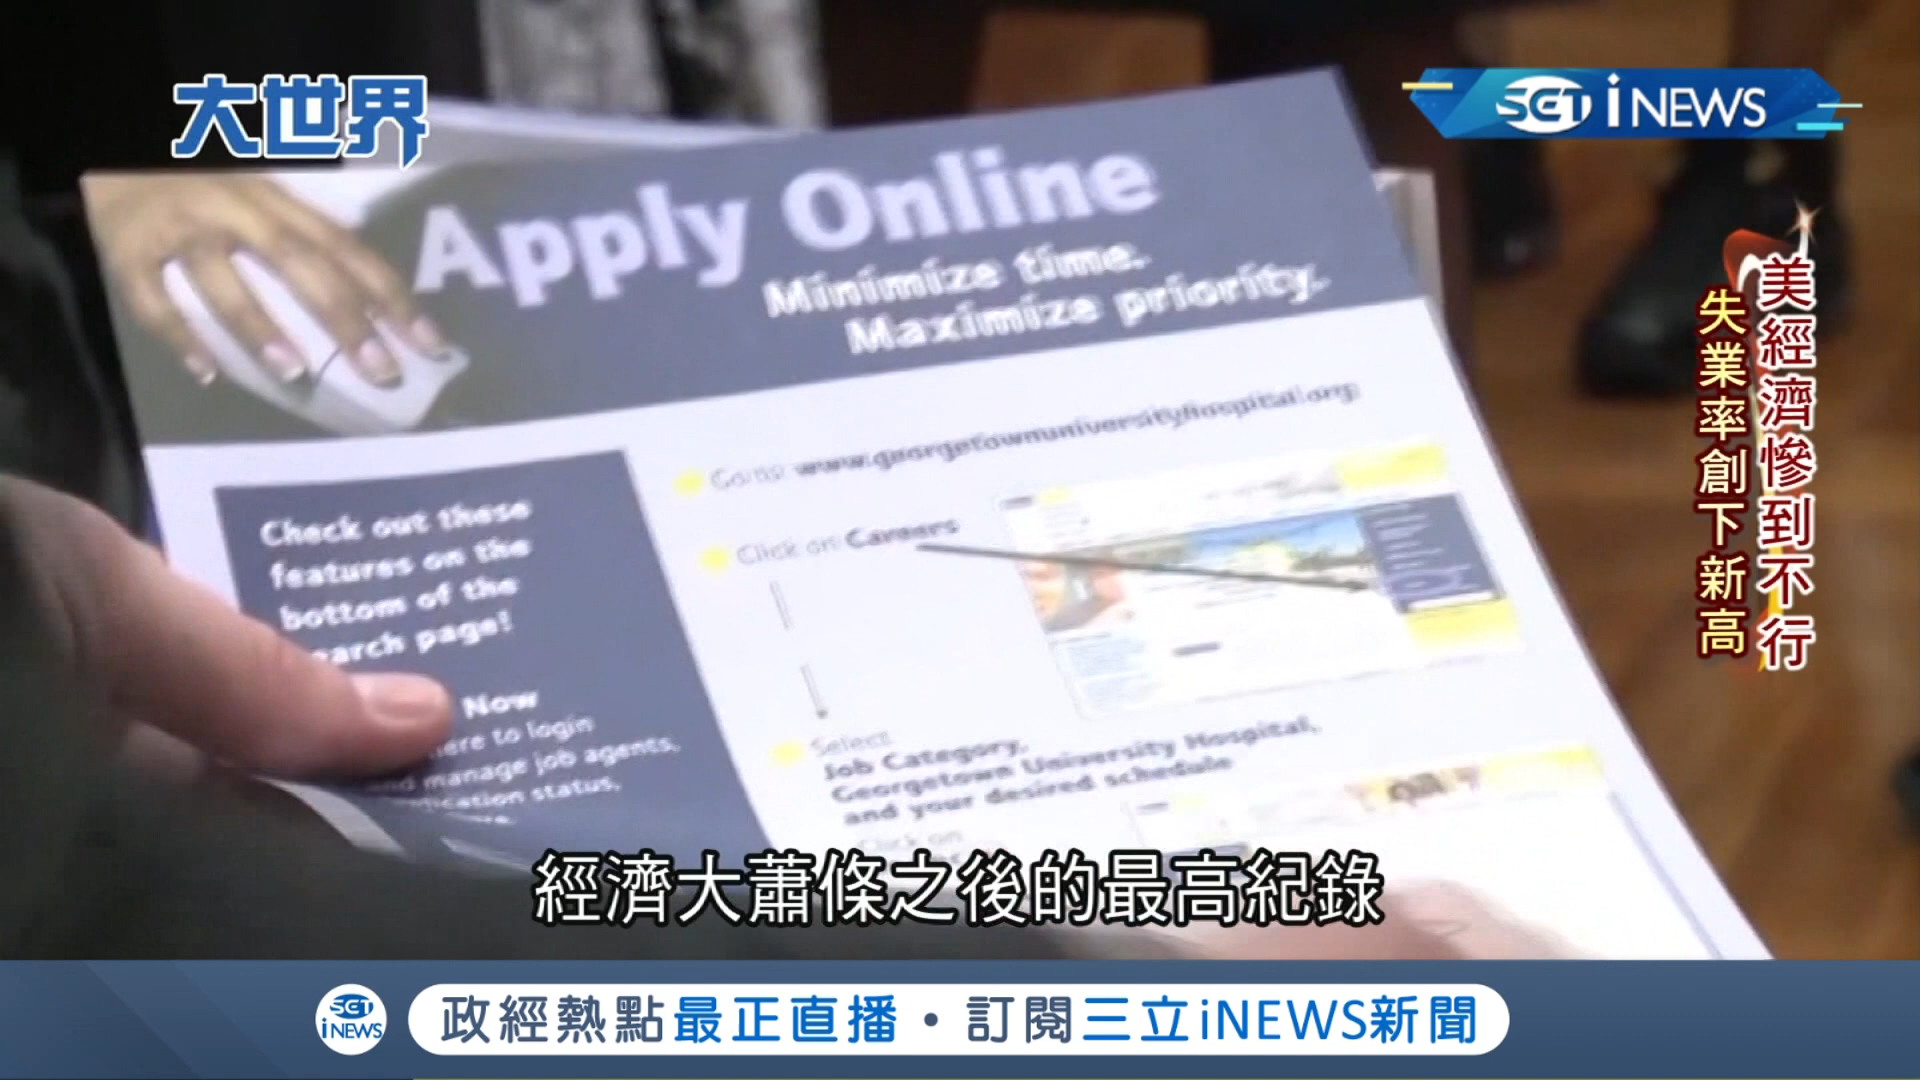 大世界
SET iNEWS
美經濟慘到不行
失業率創下新高
Apply Online
Minimize time.
Maximize priority.
Go to: www.georgetownuniversityhospital.org
Click on Careers
Check out these
features on the
bottom of the
search page!
Now
here to login
and manage job agents,
status,
Select
Job Category,
Georgetown University Hospital,
and your desired schedule
Click on
經濟大蕭條之後的最高紀錄
SET iNEWS
政經熱點最正直播・訂閱三立iNEWS新聞